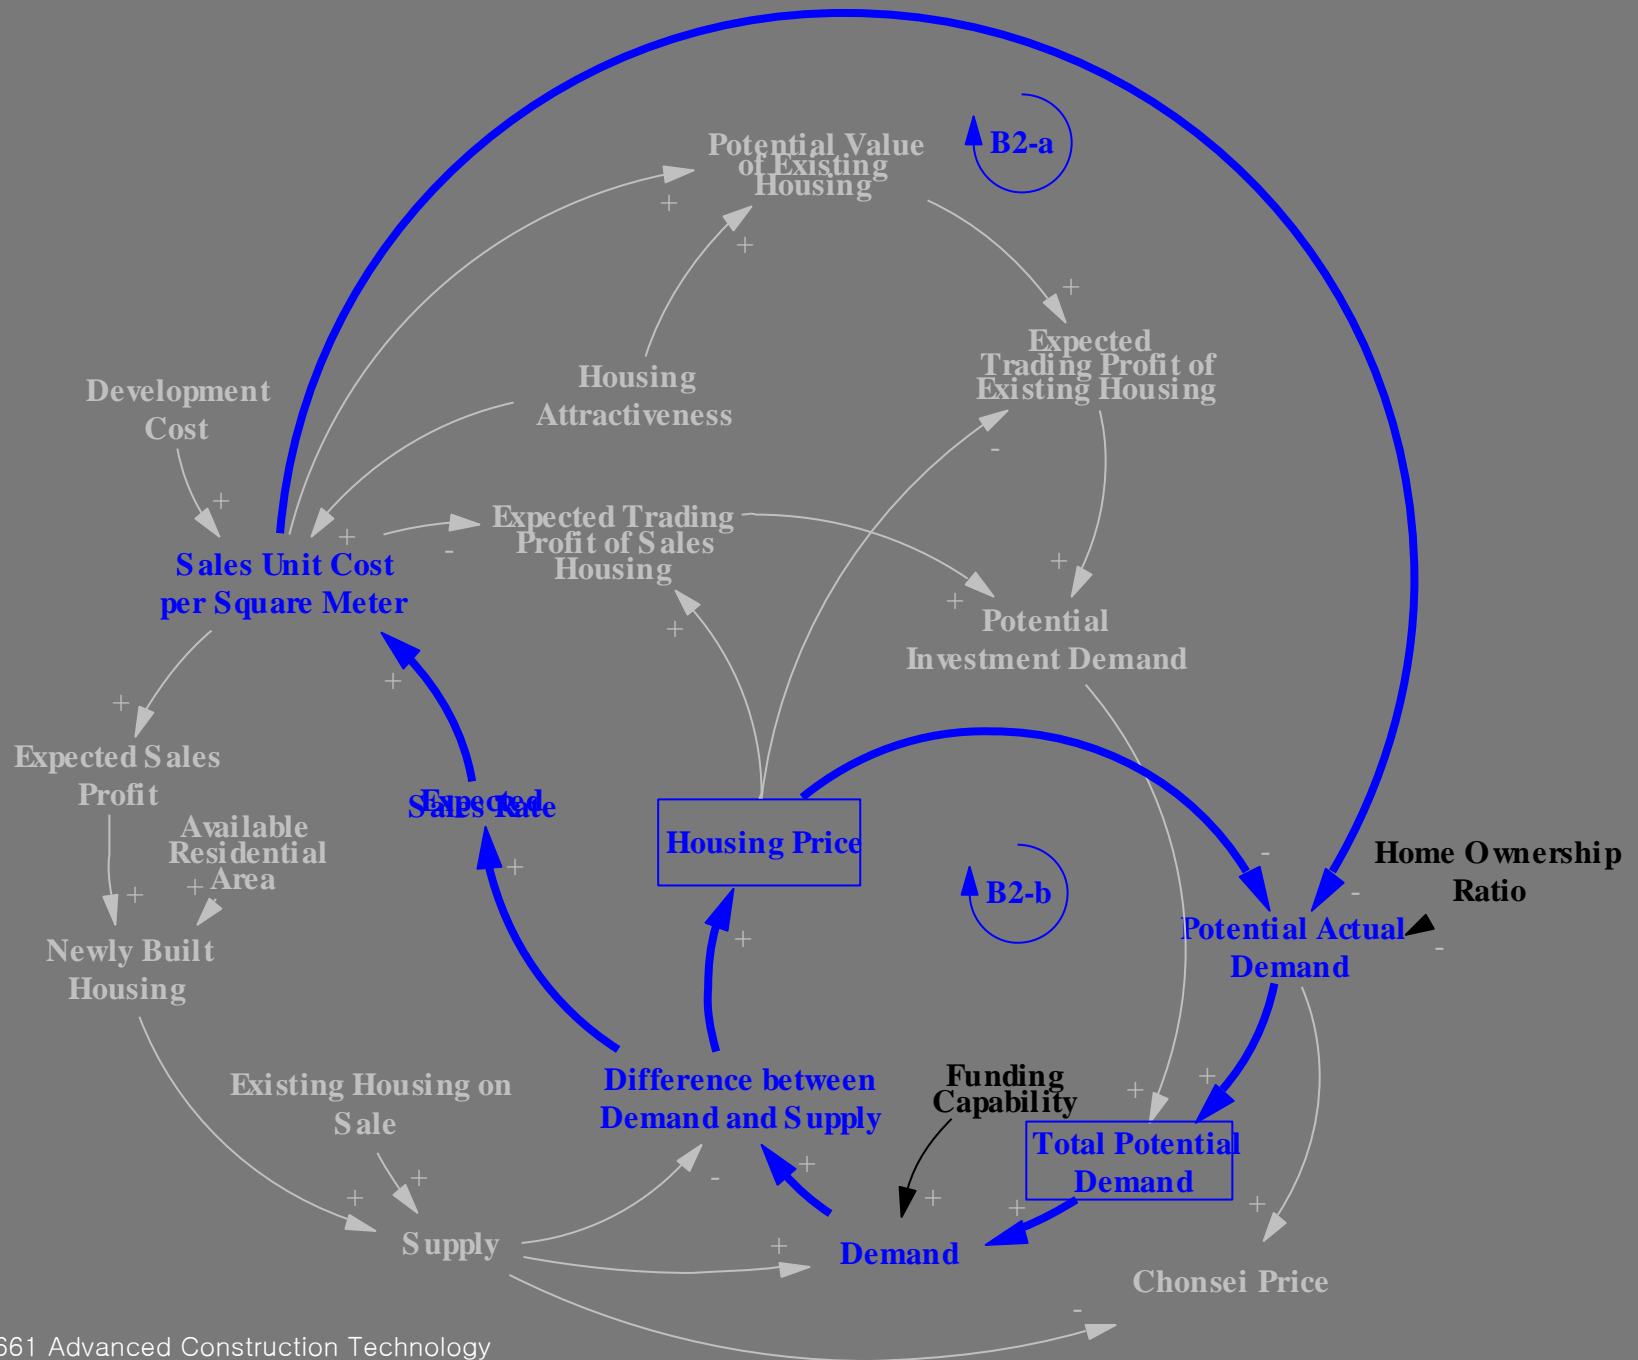 B2-a
Potential Value
of Existing
Housing
+
+
+
Expected
Trading Profit of
Existing Housing
Development
Cost
Housing
Attractiveness
-
+
+
-
Expected Trading
Profit of Sales
Housing
+
+
Sales Unit Cost
per Square Meter
Potential
Investment Demand
+
+
+
Expected Sales
Profit
Expected
Sales Rate
Housing Price
Available
Residential
Area
+
+
+
-
-
Home Ownership
Ratio
-
B2-b
Potential Actual
Demand
+
Newly Built
Housing
Existing Housing on
Sale
Difference between
Demand and Supply
Funding
Capability
+
+
Total Potential
Demand
+
+
-
+
+
+
+
Supply
+
Demand
Chonsei Price
-
661 Advanced Construction Technology